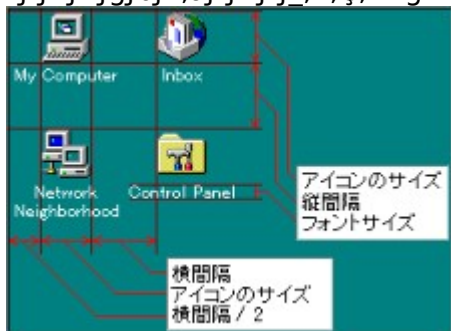 My Computer
Inbox
Network
Neighborhood
Control Panel
アイコンのサイズ
縦間隔
フォントサイズ
横間隔
アイコンのサイズ
横間隔 / 2